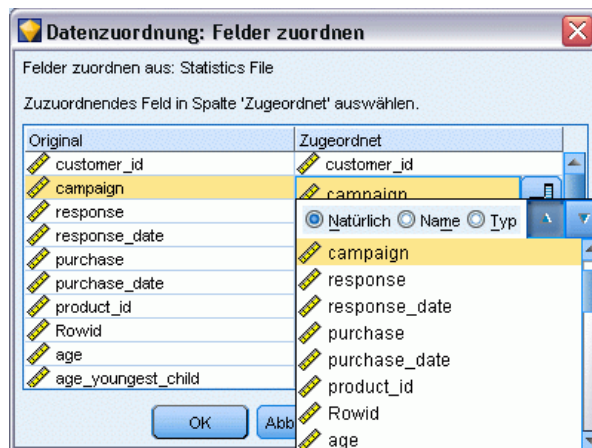 Datenzuordnung: Felder zuordnen
Felder zuordnen aus: Statistics File
Zuzuordnendes Feld in Spalte 'Zugeordnet' auswählen.
Original Zugeordnet
customer_id customer_id
campaign campaign
response
response_date
purchase
purchase_date
product_id
Rowid
age
age_youngest_child
Natürlich Name Typ
campaign
response
response_date
purchase
purchase_date
product_id
Rowid
age
OK Abb